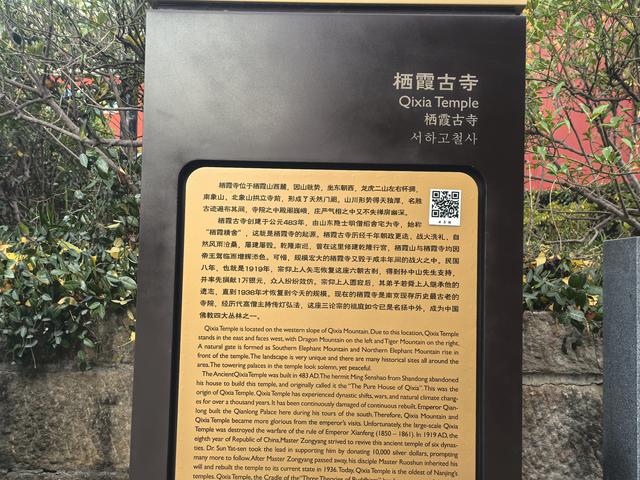 栖霞古寺
Qixia Temple
栖霞古寺
서하고철사
栖霞寺位于栖霞山西麓，因山就势，坐东朝西，龙虎二山左右怀拥，
南象山、北象山拱立寺前，形成了天然门阙。山川形势得天独厚，名胜
古迹遍布其间，寺院之中殿阁巍峨，庄严气相之中又不失禅房幽深。
栖霞古寺创建于公元483年，由山东隐士明僧绍舍宅为寺，始称
“栖霞精舍”，这就是栖霞寺的起源。栖霞古寺历经千年朝政更迭、战火洗礼、自
然风雨沧桑，屡建屡毁。乾隆南巡，曾在这里修建乾隆行宫，栖霞山与栖霞寺均因
帝王驾临而增辉添色。可惜，规模宏大的栖霞寺又毁于咸丰年间的战火之中。民国
八年，也就是1919年，宗仰上人矢志恢复这座六朝古刹，得到孙中山先生支持，
并率先捐献1万银元，众人纷纷效仿。宗仰上人圆寂后，其弟子若舜上人继承他的
遗志，直到1936年才恢复到今天的规模。现在的栖霞寺是南京现存历史最古老的
寺院，经历代高僧主持传灯弘法，这座三论宗的祖庭如今已是名扬中外，成为中国
佛教四大丛林之一。
Qixia Temple is located on the western slope of Qixia Mountain. Due to this location, Qixia Temple
stands in the east and faces west, with Dragon Mountain on the left and Tiger Mountain on the right.
A natural gate is formed as Southern Elephant Mountain and Northern Elephant Mountain rise in
front of the temple. The landscape is very unique and there are many historical sites all around the
area. The towering palaces in the temple look solemn, yet peaceful.
The Ancient Qixia Temple was built in 483 AD. The hermit Ming Senshao from Shandong abandoned
his house to build this temple, and originally called it the "The Pure House of Qixia". This was the
origin of Qixia Temple. Qixia Temple has experienced dynastic shifts, wars, and natural climate chang-
es for over a thousand years. It has been continuously damaged of continued rebuilt. Emperor Qian-
long built the Qianlong Palace here during his tours of the south. Therefore, Qixia Mountain and
Qixia Temple became more glorious from the emperor's visits. Unfortunately, the large-scale Qixia
Temple was destroyed the warfare of the rule of Emperor Xianfeng (1850 – 1861). In 1919 AD, the
eighth year of Republic of China, Master Zongyang strived to revive this ancient temple of six dynas-
ties. Dr. Sun Yat-sen took the lead in supporting him by donating 10,000 silver dollars, prompting
many more to follow. After Master Zongyang passed away, his disciple Master Ruoshun inherited his
will and rebuilt the temple to its current state in 1936. Today, Qixia Temple is the oldest of Nanjing's
temples. Qixia Temple, the Cradle of the "Three Theories of Buddhism"